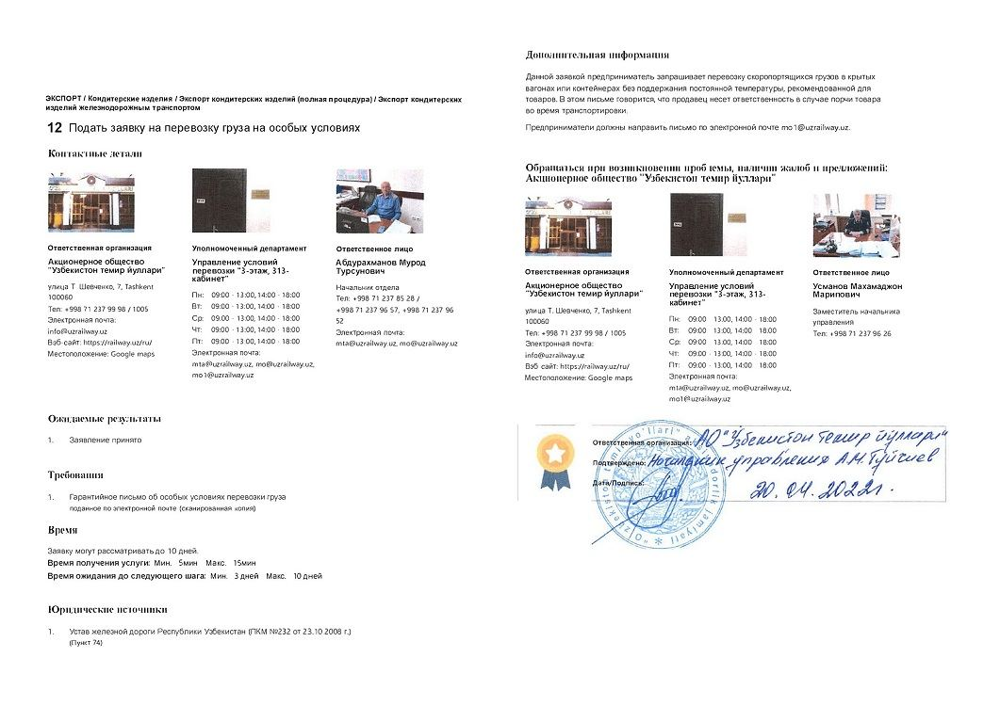 ЭКСПОРТ / Кондитерские изделия / Экспорт кондитерских изделий (полная процедура) / Экспорт кондитерских
изделий железнодорожным транспортом
12 Подать заявку на перевозку груза на особых условиях
Контактные детали
Ответственная организация
Акционерное общество
"Узбекистон темир йуллари"
улица Т. Шевченко, 7, Tashkent
100060
Тел: +998 71 237 99 98 / 1005
Электронная почта:
info@uzrailway.uz
Вэб-сайт: https://railway.uz/ru/
Местоположение: Google maps
Уполномоченный департамент
Управление условий
перевозки "3-этаж, 313-
кабинет"
Пн: 09:00 - 13:00, 14:00 - 18:00
Вт: 09:00 - 13:00, 14:00 - 18:00
Ср: 09:00 - 13:00, 14:00 - 18:00
Чт: 09:00 - 13:00, 14:00 - 18:00
Пт: 09:00 - 13:00, 14:00 - 18:00
Электронная почта:
mta@uzrailway.uz, mo@uzrailway.uz,
mo1@uzrailway.uz
Ответственное лицо
Абдурахманов Мурод
Турсунович
Начальник отдела
Тел: +998 71 237 85 28 /
+998 71 237 96 57, +998 71 237 96
52
Электронная почта:
mta@uzrailway.uz, mo@uzrailway.uz
Ожидаемые результаты
1. Заявление принято
Требования
1. Гарантийное письмо об особых условиях перевозки груза
поданное по электронной почте (сканированная копия)
Время
Заявку могут рассматривать до 10 дней.
Время получения услуги: Мин. 5мин Макс. 15мин
Время ожидания до следующего шага: Мин. 3 дней Макс. 10 дней
Юридические источники
1. Устав железной дороги Республики Узбекистан (ПКМ №232 от 23.10 2008 г.)
(Пункт 74)
Дополнительная информация
Данной заявкой предприниматель запрашивает перевозку скоропортящихся грузов в крытых
вагонах или контейнерах без поддержания постоянной температуры, рекомендованной для
товаров. В этом письме говорится, что продавец несет ответственность в случае порчи товара
во время транспортировки.
Предприниматели должны направить письмо по электронной почте mo1@uzrailway.uz.
Обращаться при возникновении проблемы, наличии жалоб и предложений:
Акционерное общество "Узбекистон темир йуллари"
Ответственная организация
Акционерное общество
"Узбекистон темир йуллари"
улица Т. Шевченко, 7, Tashkent
100060
Тел: +998 71 237 99 98 / 1005
Электронная почта:
info@uzrailway.uz
Вэб-сайт: https://railway.uz/ru/
Местоположение: Google maps
Уполномоченный департамент
Управление условий
перевозки "3-этаж, 313-
кабинет"
Пн: 09:00 - 13:00, 14:00 - 18:00
Вт: 09:00 - 13:00, 14:00 - 18:00
Ср: 09:00 - 13:00, 14:00 - 18:00
Чт: 09:00 - 13:00, 14:00 - 18:00
Пт: 09:00 - 13:00, 14:00 - 18:00
Электронная почта:
mta@uzrailway.uz, mo@uzrailway.uz,
mo1@uzrailway.uz
Ответственное лицо
Усманов Махамаджон
Марипович
Заместитель начальника
управления
Тел: +998 71 237 96 26
Ответственная организация: АО "Узбекистон темир йуллари"
Подтверждено: Начальник управления А.М. Туйчиев
Дата/Подпись: 20.04.2022г.